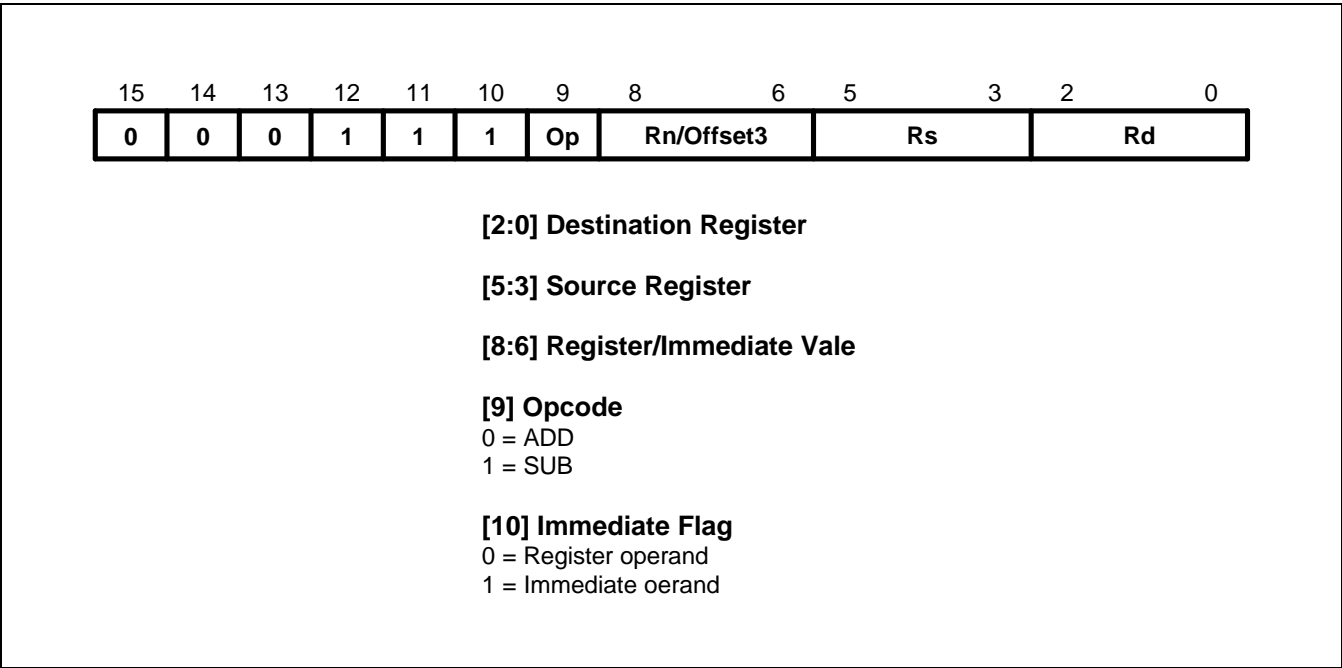 15 14 13 12 11 10 9 8 6 5 3 2 0
0 0 0 1 1 1 Op Rn/Offset3 Rs Rd
[2:0] Destination Register
[5:3] Source Register
[8:6] Register/Immediate Vale
[9] Opcode
0 = ADD
1 = SUB
[10] Immediate Flag
0 = Register operand
1 = Immediate oerand